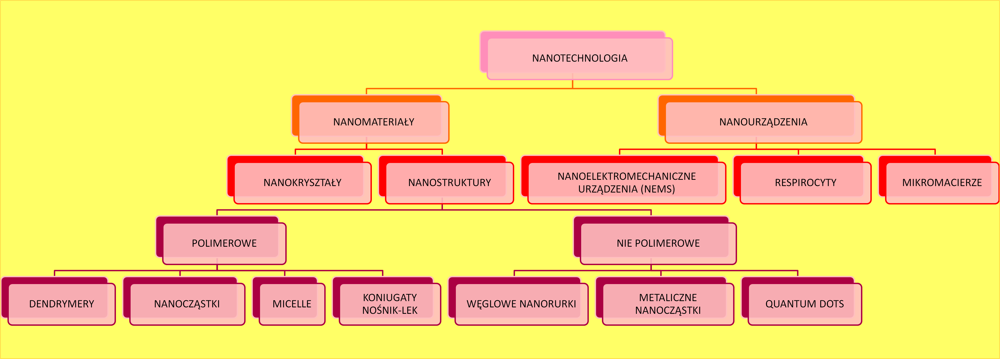 NANOTECHNOLOGIA
NANOMATERIAŁY
NANOURZĄDZENIA
NANOKRYSZTAŁY
NANOSTRUKTURY
NANOELEKTROMECHANICZNE
URZĄDZENIA (NEMS)
RESPIROCYTY
MIKROMACIERZE
POLIMEROWE
NIE POLIMEROWE
DENDRYMERY
NANOCZĄSTKI
MICELLE
KONIUGATY
NOŚNIK-LEK
WĘGLOWE NANORURKI
METALICZNE
NANOCZĄSTKI
QUANTUM DOTS